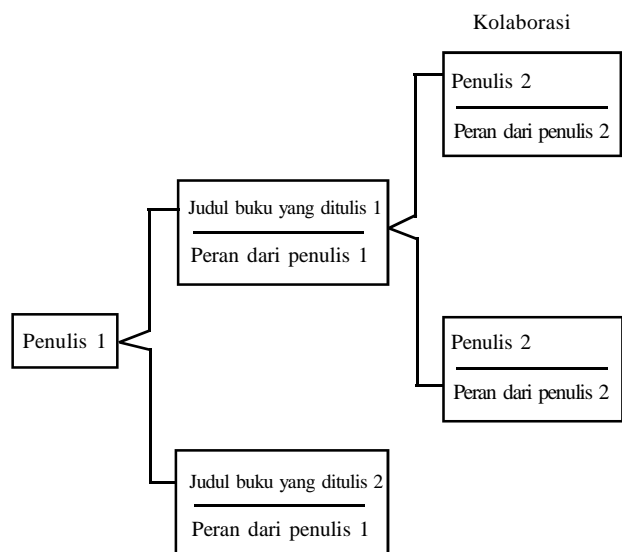 Kolaborasi
Penulis 2
Peran dari penulis 2
Judul buku yang ditulis 1
Peran dari penulis 1
Penulis 1
Penulis 2
Peran dari penulis 2
Judul buku yang ditulis 2
Peran dari penulis 1